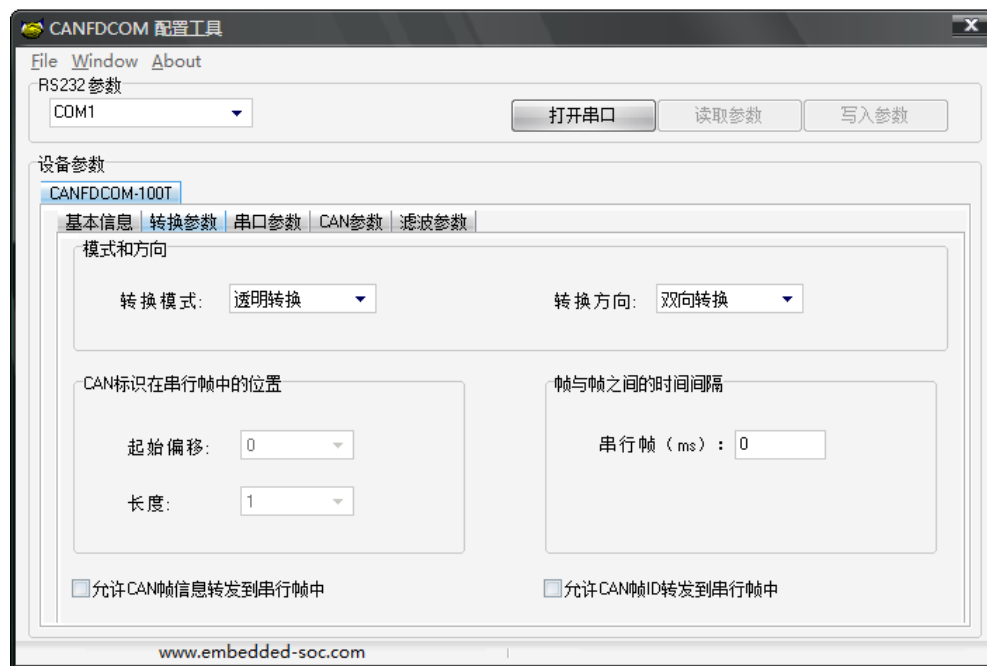 CANFDCOM 配置工具
File Window About
RS232参数
COM1 打开串口 读取参数 写入参数
设备参数
CANFDCOM-100T
基本信息 转换参数 串口参数 CAN参数 滤波参数
模式和方向
转换模式: 透明转换 转换方向: 双向转换
CAN标识在串行帧中的位置 帧与帧之间的时间间隔
起始偏移: 0 串行帧（ms）: 0
长度: 1
允许CAN帧信息转发到串行帧中 允许CAN帧ID转发到串行帧中
www.embedded-soc.com